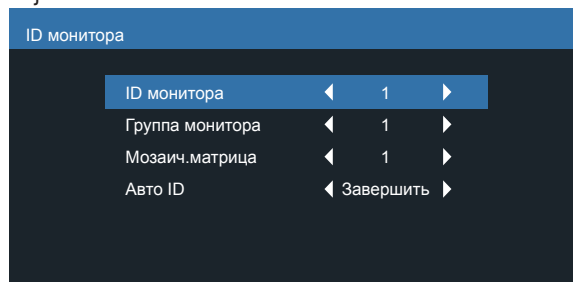 ID монитора
ID монитора 1
Группа монитора 1
Мозаич.матрица 1
Авто ID Завершить